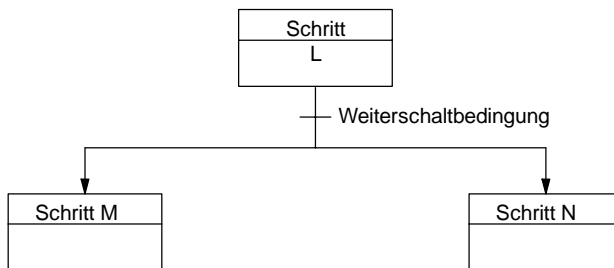 Schritt
L
Weiterschaltbedingung
Schritt M
Schritt N